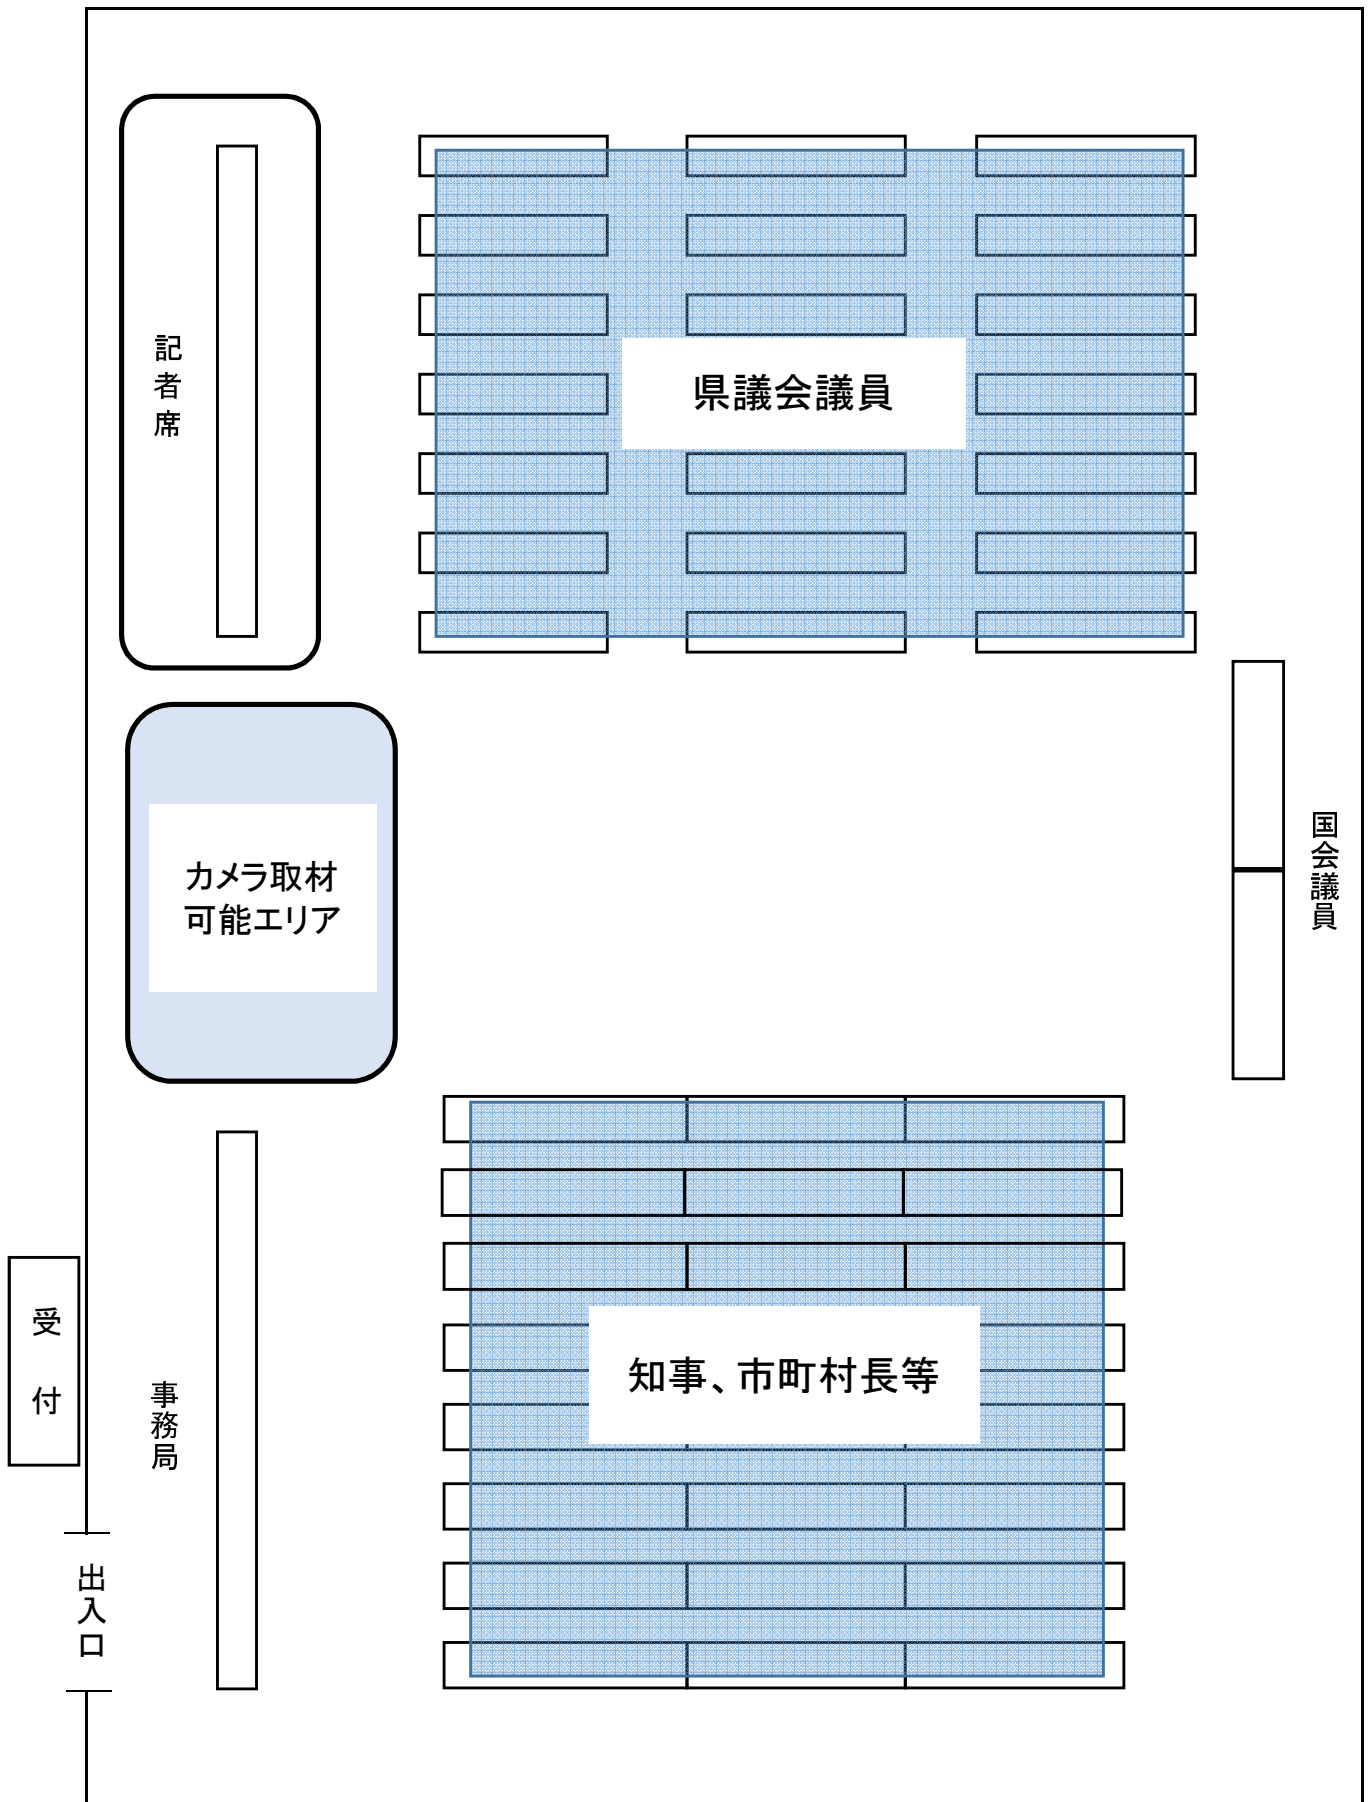 記者席
県議会議員
カメラ取材
可能エリア
国会議員
知事、市町村長等
受付
事務局
出入口